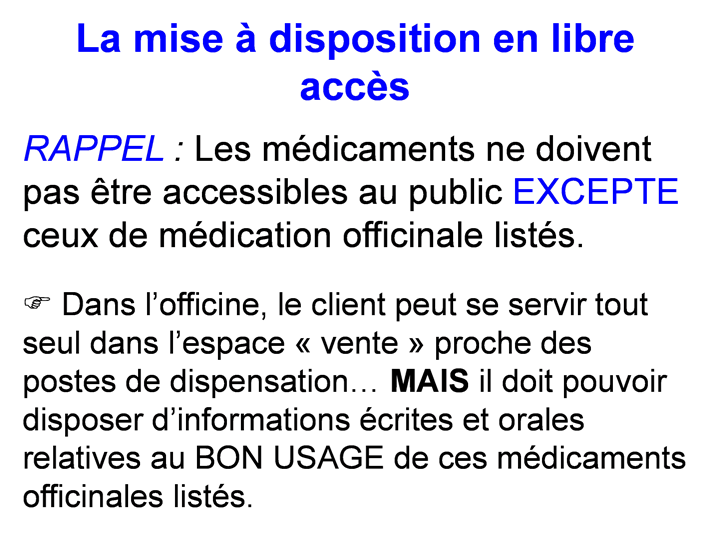 La mise à disposition en libre
accès
RAPPEL : Les médicaments ne doivent
pas être accessibles au public EXCEPTE
ceux de médication officinale listés.
☞ Dans l’officine, le client peut se servir tout
seul dans l’espace « vente » proche des
postes de dispensation… MAIS il doit pouvoir
disposer d’informations écrites et orales
relatives au BON USAGE de ces médicaments
officinales listés.